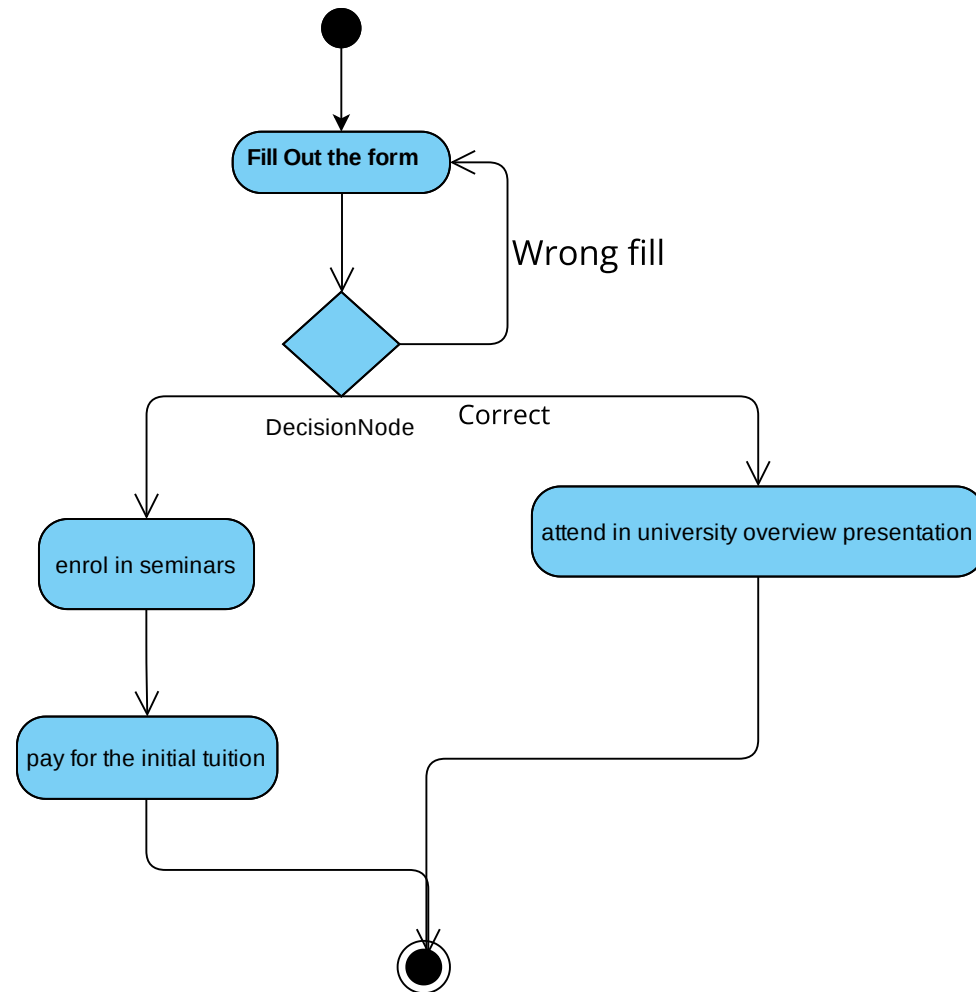 Fill Out the form
Wrong fill
Correct
DecisionNode
attend in university overview presentation
enrol in seminars
pay for the initial tuition